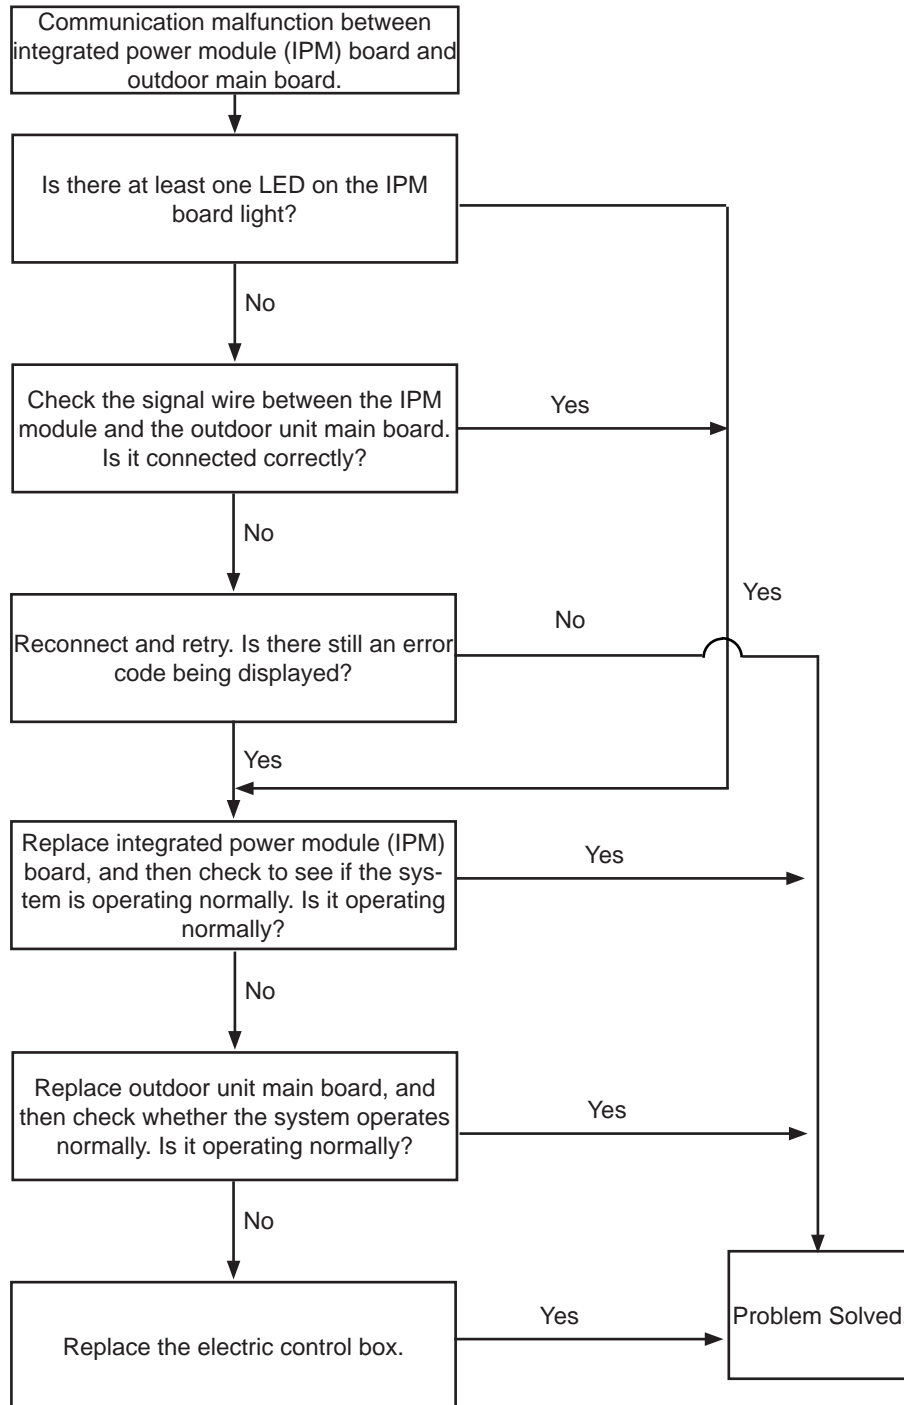 Communication malfunction between
integrated power module (IPM) board and
outdoor main board.
Is there at least one LED on the IPM
board light?
No
Check the signal wire between the IPM
module and the outdoor unit main board.
Is it connected correctly?
Yes
No
Yes
Reconnect and retry. Is there still an error
code being displayed?
No
Yes
Replace integrated power module (IPM)
board, and then check to see if the sys-
tem is operating normally. Is it operating
normally?
Yes
No
Replace outdoor unit main board, and
then check whether the system operates
normally. Is it operating normally?
Yes
No
Replace the electric control box.
Yes
Problem Solved.